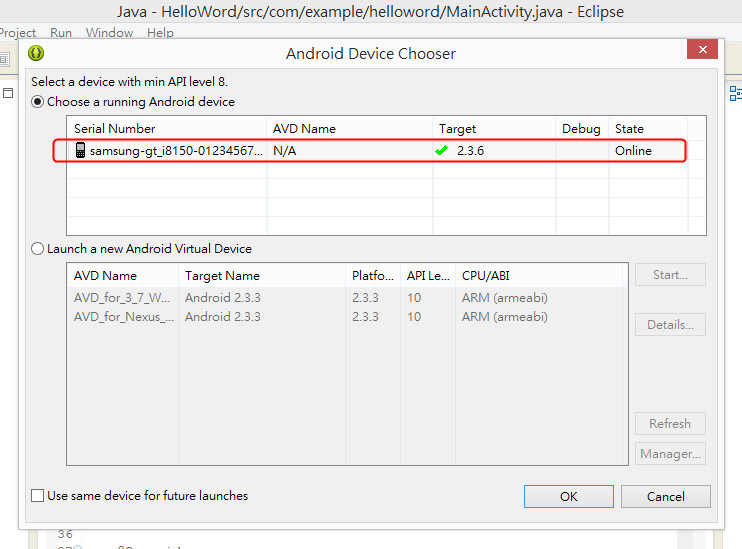 Java - HelloWord/src/com/example/helloword/MainActivity.java - Eclipse
Project Run Window Help
Android Device Chooser
Select a device with min API level 8.
Choose a running Android device
Serial Number AVD Name Target Debug State
samsung-gt_i8150-01234567... N/A 2.3.6 Online
Launch a new Android Virtual Device
AVD Name Target Name Platfo... API Le... CPU/ABI
AVD_for_3_7_W... Android 2.3.3 2.3.3 10 ARM (armeabi)
AVD_for_Nexus_... Android 2.3.3 2.3.3 10 ARM (armeabi)
Start...
Details...
Refresh
Manager...
Use same device for future launches
OK Cancel
36